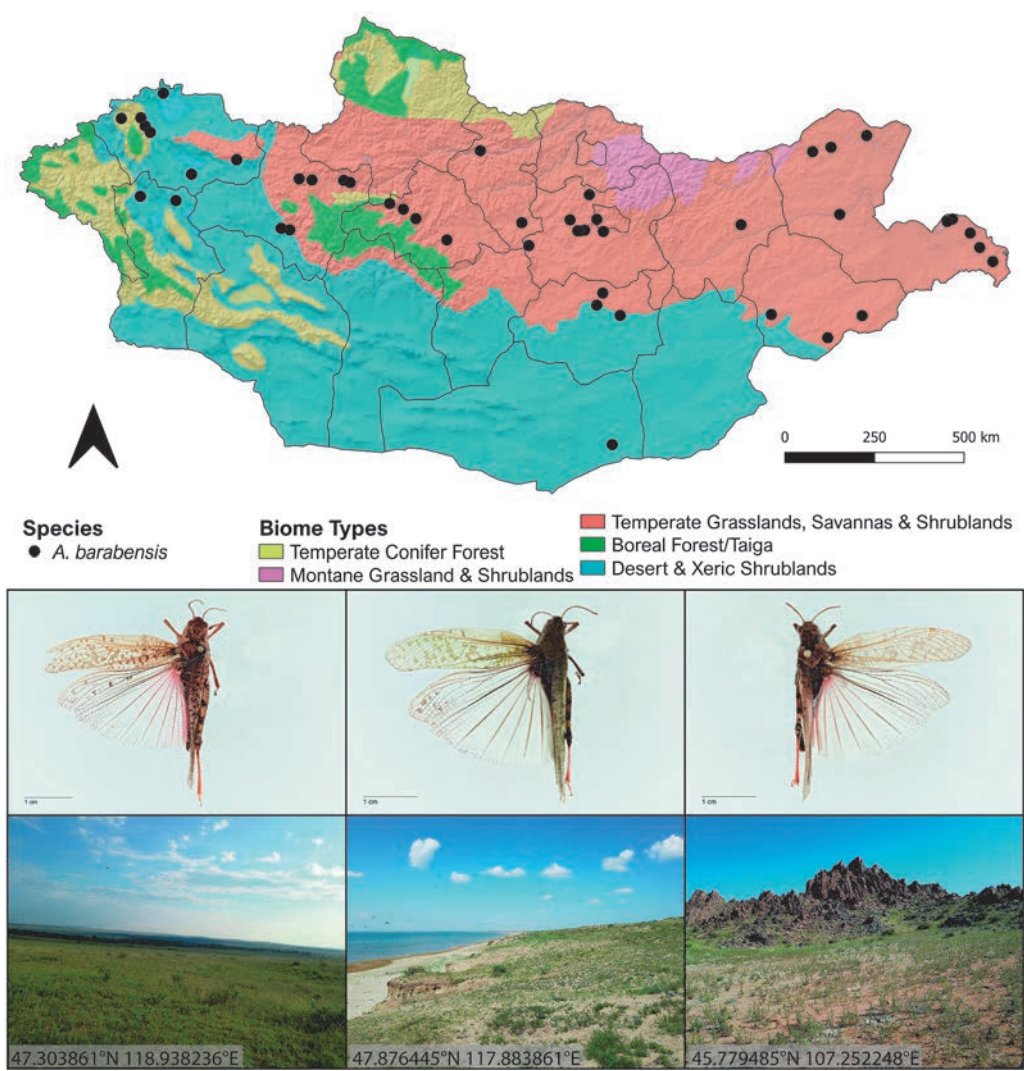 0 250 500 km
Species
A. barabensis
Biome Types
Temperate Conifer Forest
Montane Grassland & Shrublands
Temperate Grasslands, Savannas & Shrublands
Boreal Forest/Taiga
Desert & Xeric Shrublands
1 cm
1 cm
1 cm
47.303861°N 118.938236°E
47.876445°N 117.883861°E
45.779485°N 107.252248°E